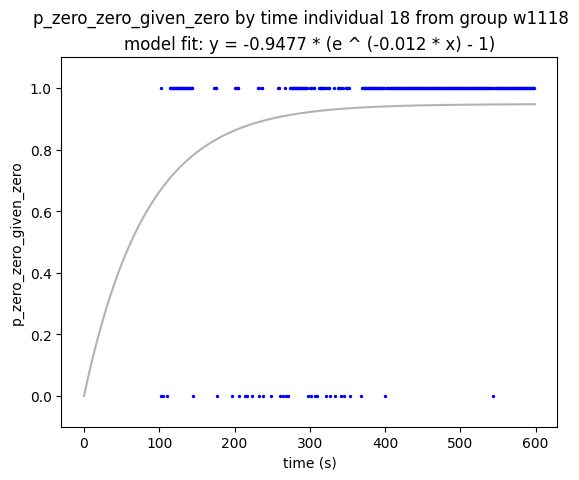 p_zero_zero_given_zero by time individual 18 from group w1118
model fit: y = -0.9477 * (e ^ (-0.012 * x) - 1)
1.0
0.8
0.6
0.4
0.2
0.0
p_zero_zero_given_zero
0 100 200 300 400 500 600
time (s)